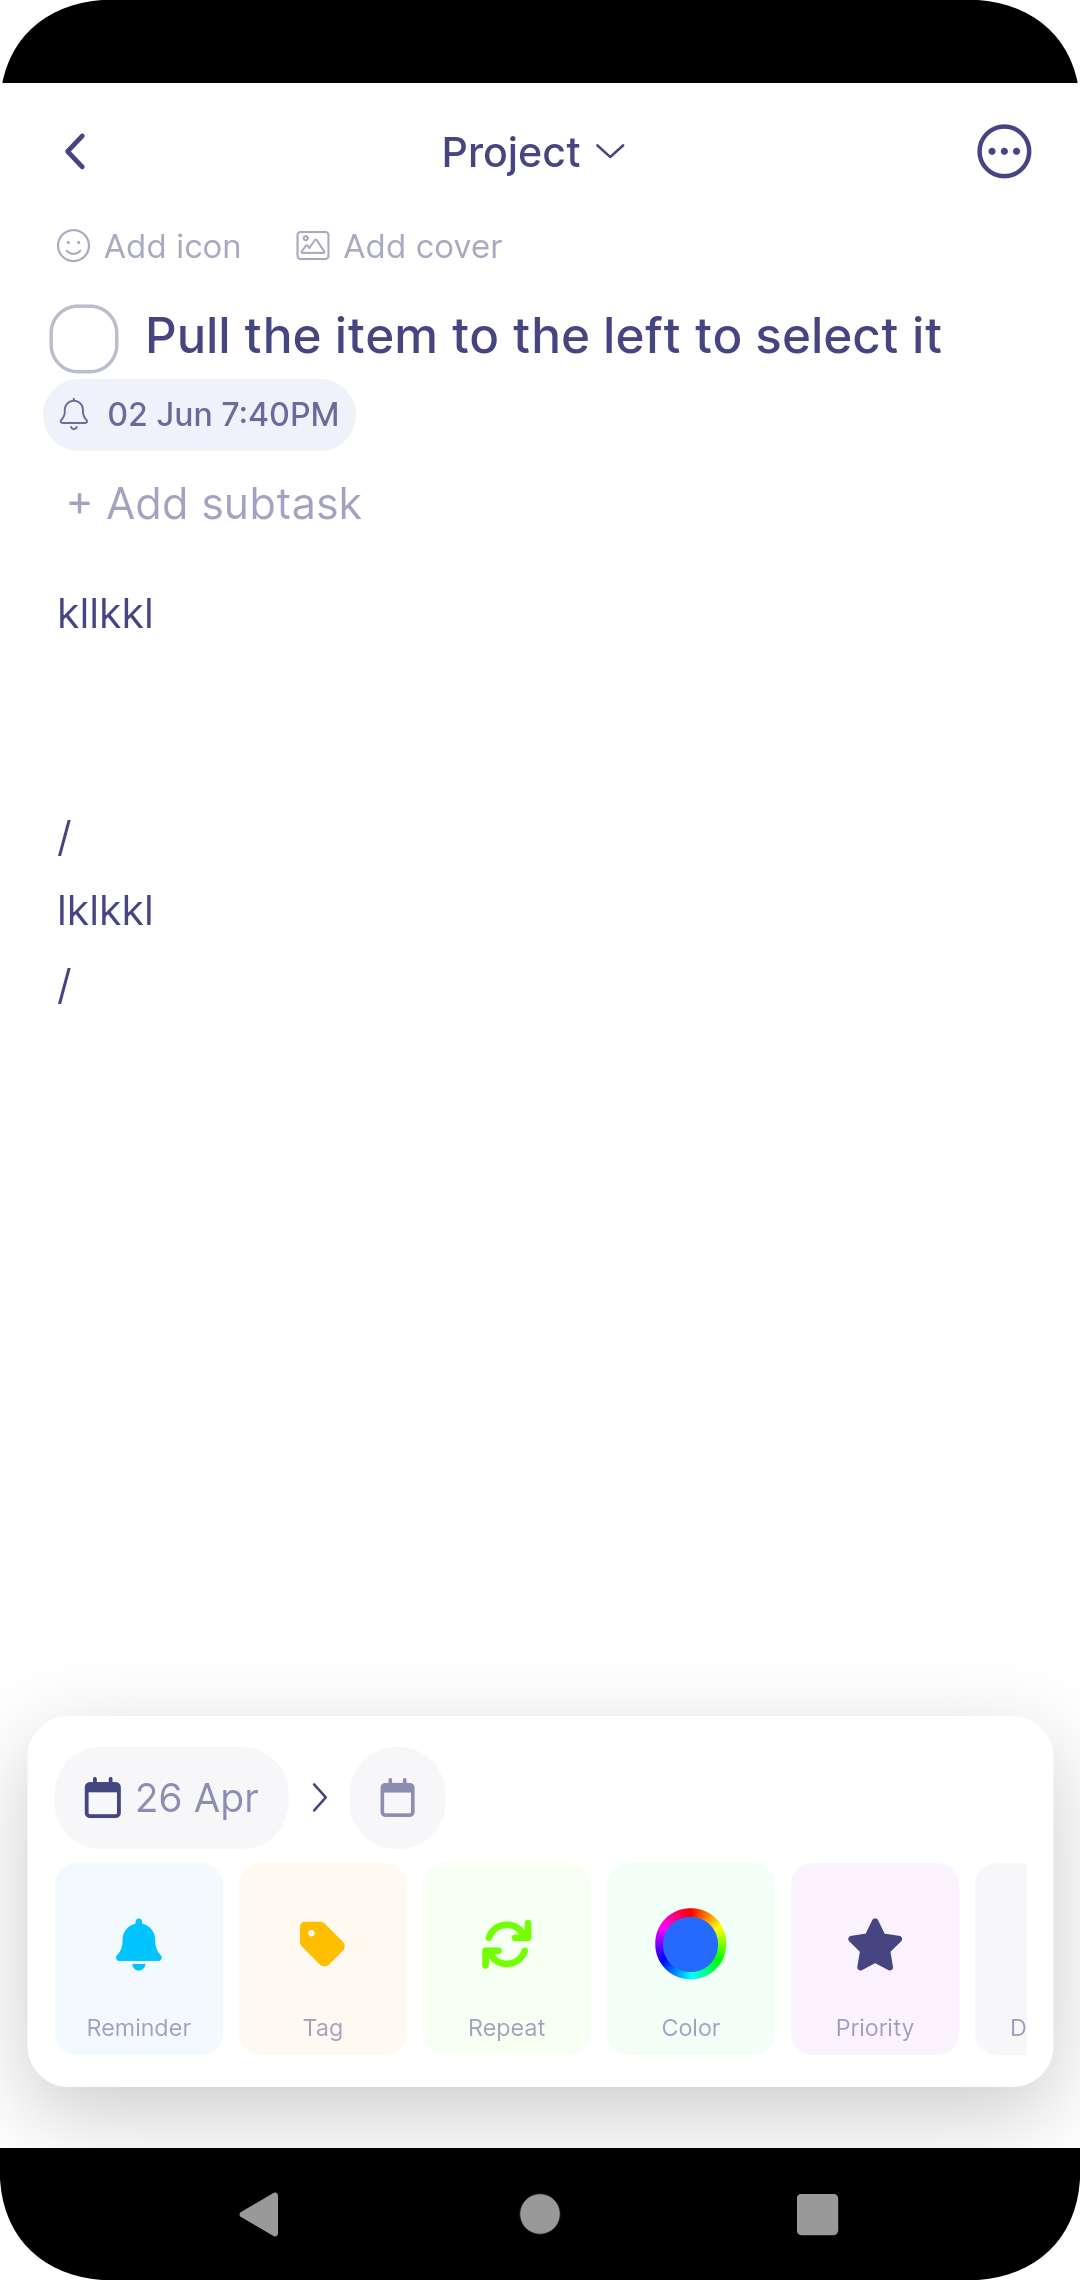 Project
Add icon Add cover
Pull the item to the left to select it
02 Jun 7:40PM
+ Add subtask
kllkkl
/
lklkkl
/
26 Apr
Reminder Tag Repeat Color Priority D